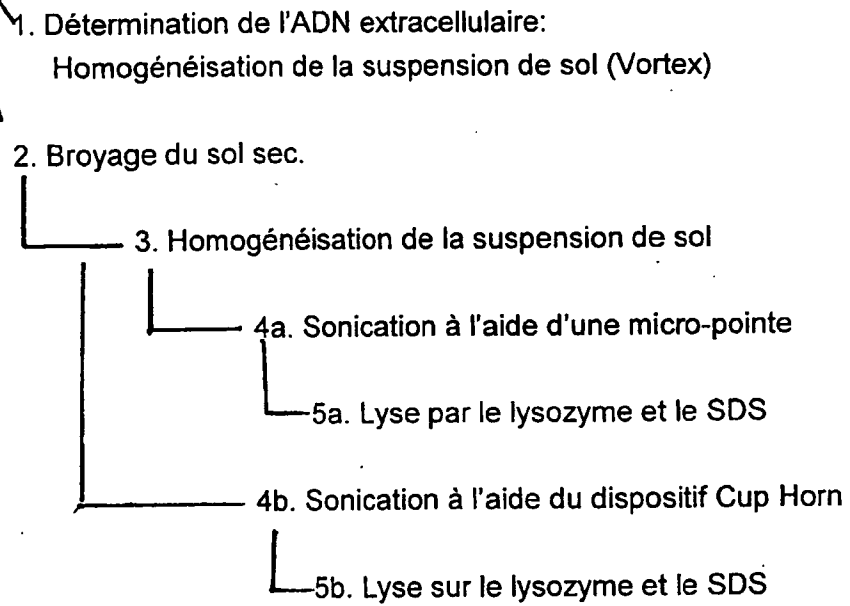 1. Détermination de l'ADN extracellulaire:
Homogénéisation de la suspension de sol (Vortex)
2. Broyage du sol sec.
3. Homogénéisation de la suspension de sol
4a. Sonication à l'aide d'une micro-pointe
5a. Lyse par le lysozyme et le SDS
4b. Sonication à l'aide du dispositif Cup Horn
5b. Lyse sur le lysozyme et le SDS